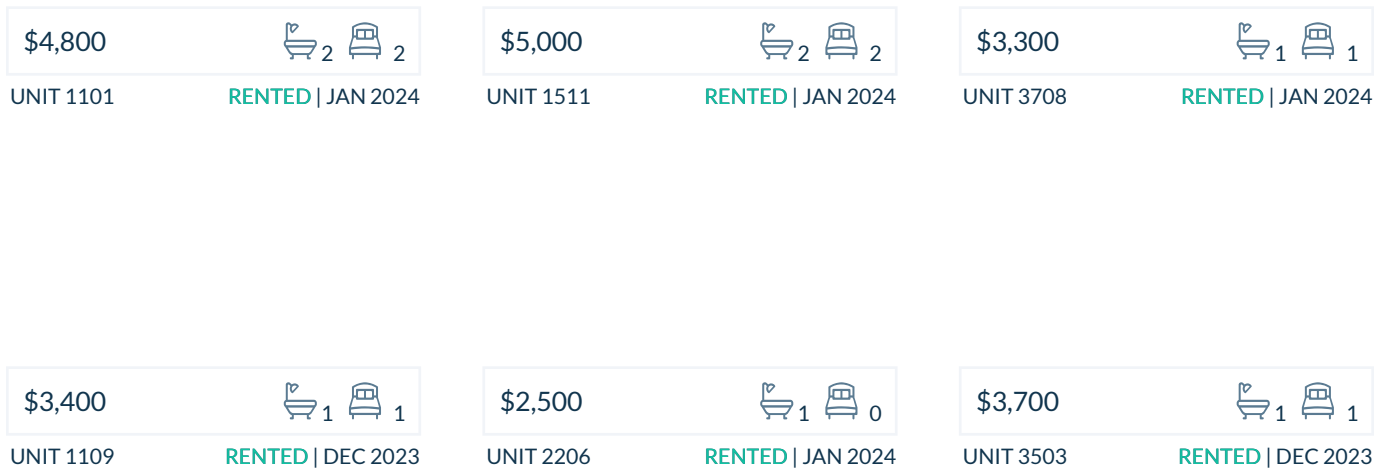 $4,800 2 2 $5,000 2 2 $3,300 1 1
UNIT 1101 RENTED | JAN 2024 UNIT 1511 RENTED | JAN 2024 UNIT 3708 RENTED | JAN 2024
$3,400 1 1 $2,500 1 0 $3,700 1 1
UNIT 1109 RENTED | DEC 2023 UNIT 2206 RENTED | JAN 2024 UNIT 3503 RENTED | DEC 2023